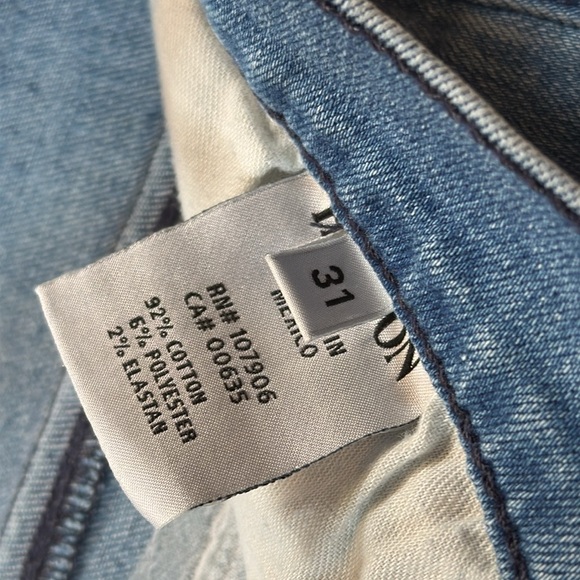 31
IN
MEXICO
RN# 107906
CA# 00635
92% COTTON
6% POLYESTER
2% ELASTAN